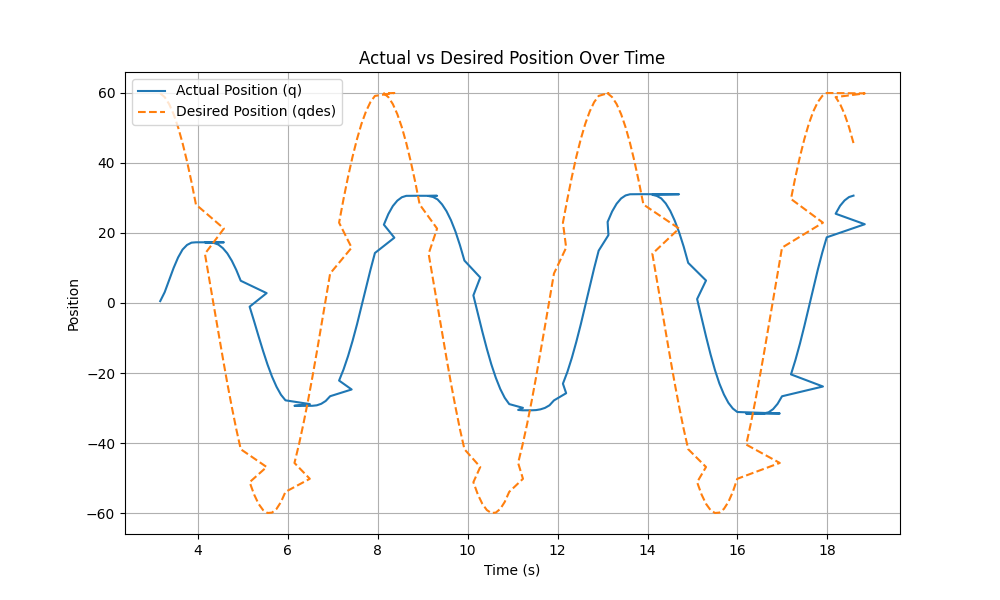 Actual vs Desired Position Over Time
Actual Position (q)
Desired Position (qdes)
60
40
20
0
−20
−40
−60
Position
4 6 8 10 12 14 16 18
Time (s)